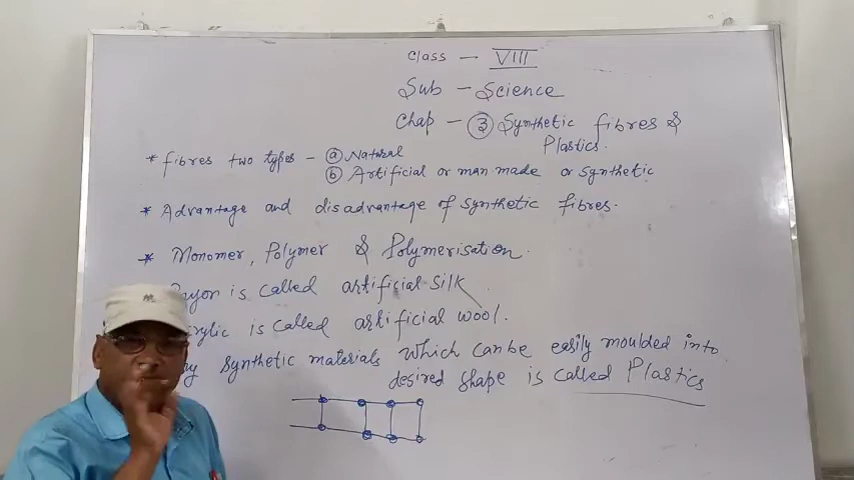 Class — VIII
Sub — Science
Chap — ③ Synthetic fibres &
Plastics.
* fibres two types - ⓐ Natural
ⓑ Artificial or man made or synthetic
* Advantage and disadvantage of synthetic fibres.
* Monomer, Polymer & Polymerisation
is called artificial silk
is called artificial wool.
synthetic materials which can be easily moulded into
desired shape is called Plastics